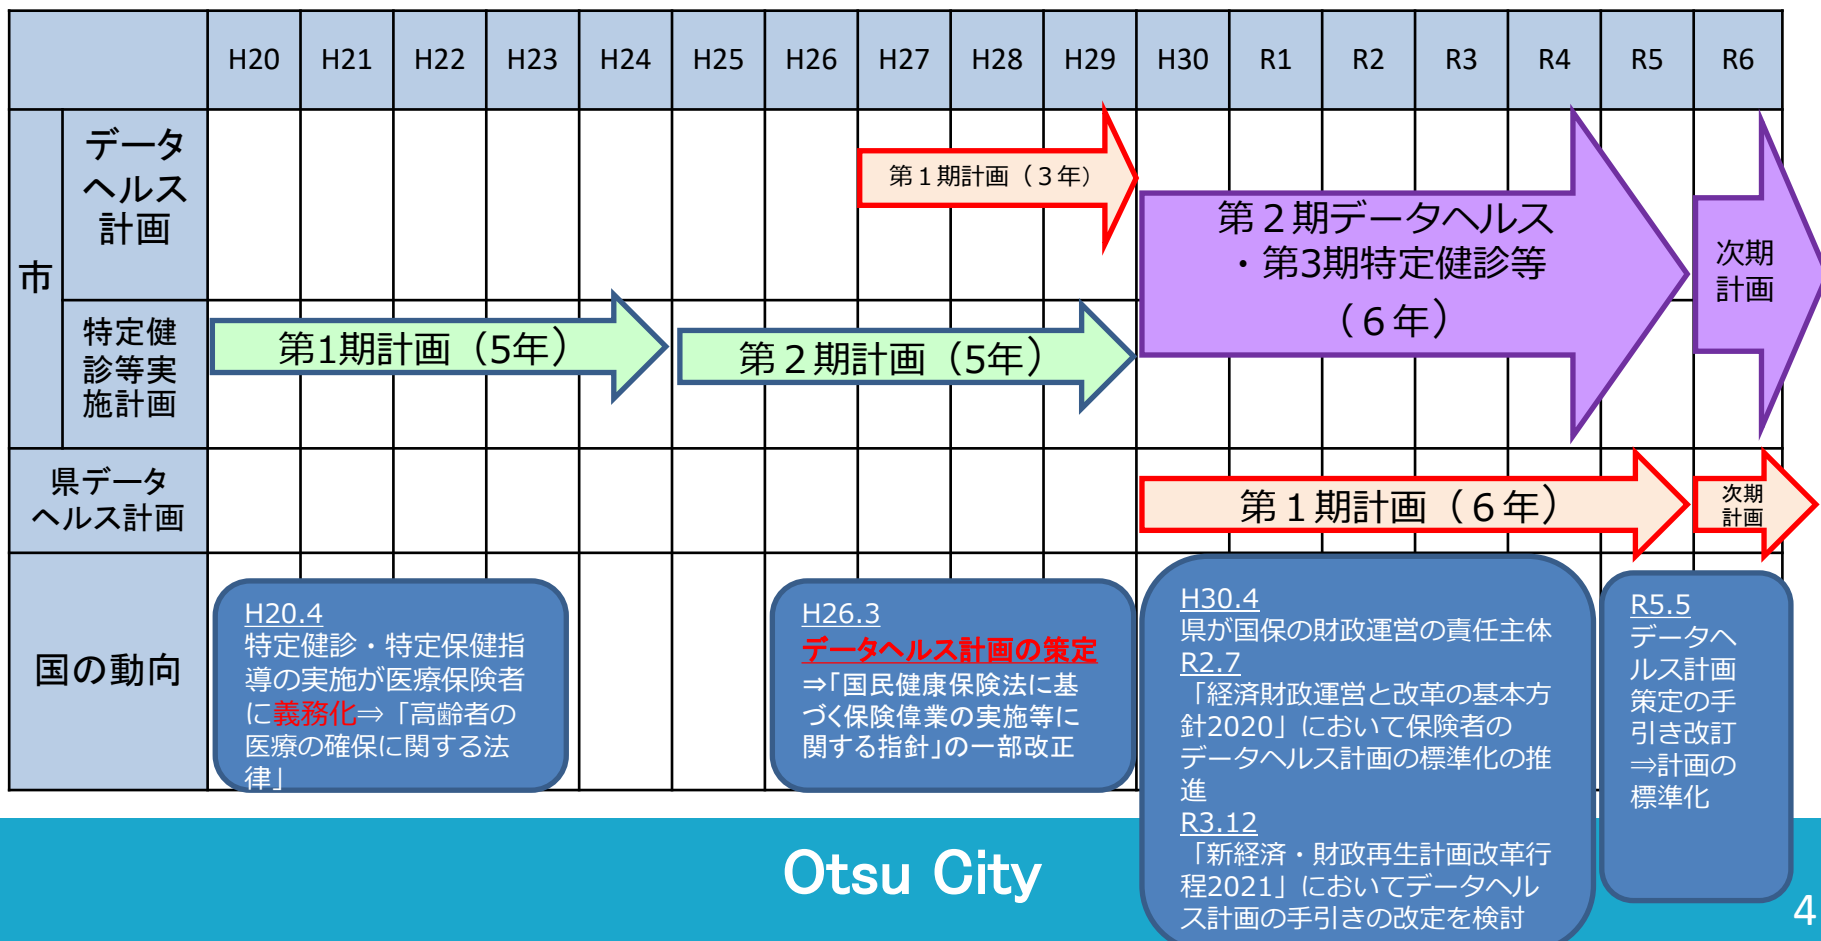 H20 H21 H22 H23 H24 H25 H26 H27 H28 H29 H30 R1 R2 R3 R4 R5 R6
市
データ
ヘルス
計画
第1期計画（3年）
第2期データヘルス
・第3期特定健診等
（6年）
次期
計画
特定健
診等実
施計画
第1期計画（5年）
第2期計画（5年）
県データ
ヘルス計画
第1期計画（6年）
次期
計画
国の動向
H20.4
特定健診・特定保健指
導の実施が医療保険者
に義務化⇒「高齢者の
医療の確保に関する法
律」
H26.3
データヘルス計画の策定
⇒「国民健康保険法に基
づく保険偉業の実施等に
関する指針」の一部改正
H30.4
県が国保の財政運営の責任主体
R2.7
「経済財政運営と改革の基本方
針2020」において保険者の
データヘルス計画の標準化の推
進
R3.12
「新経済・財政再生計画改革行
程2021」においてデータヘル
ス計画の手引きの改定を検討
R5.5
データヘ
ルス計画
策定の手
引き改訂
⇒計画の
標準化
Otsu City
4